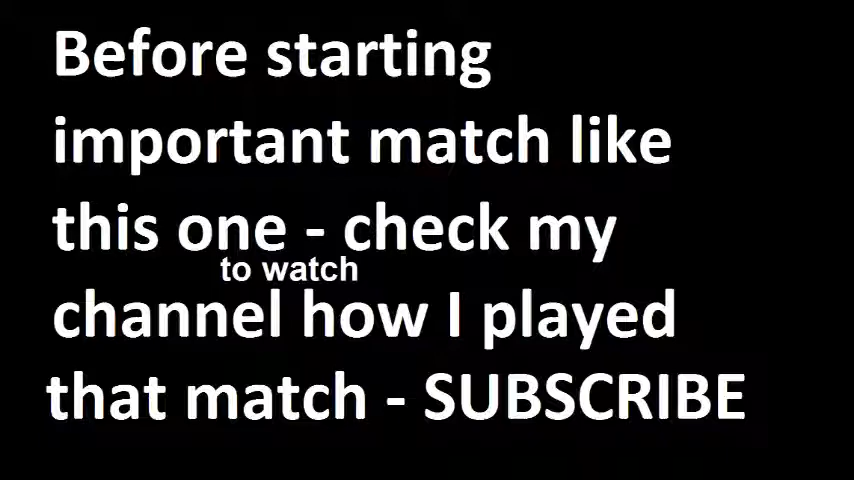 Before starting
important match like
this one - check my
to watch
channel how I played
that match - SUBSCRIBE